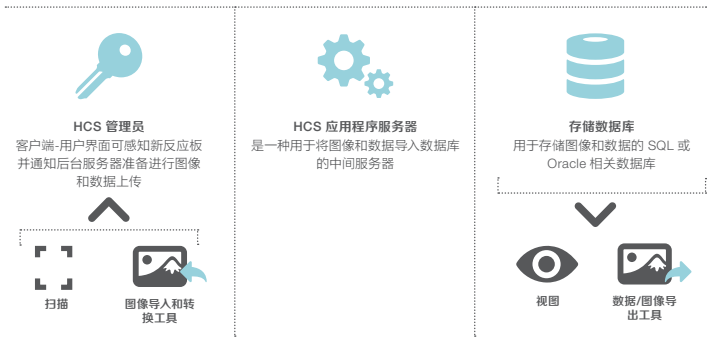 HCS 管理员
客户端-用户界面可感知新反应板
并通知后台服务器准备进行图像
和数据上传
扫描
图像导入和转
换工具
HCS 应用程序服务器
是一种用于将图像和数据导入数据库
的中间服务器
存储数据库
用于存储图像和数据的 SQL 或
Oracle 相关数据库
视图
数据/图像导
出工具